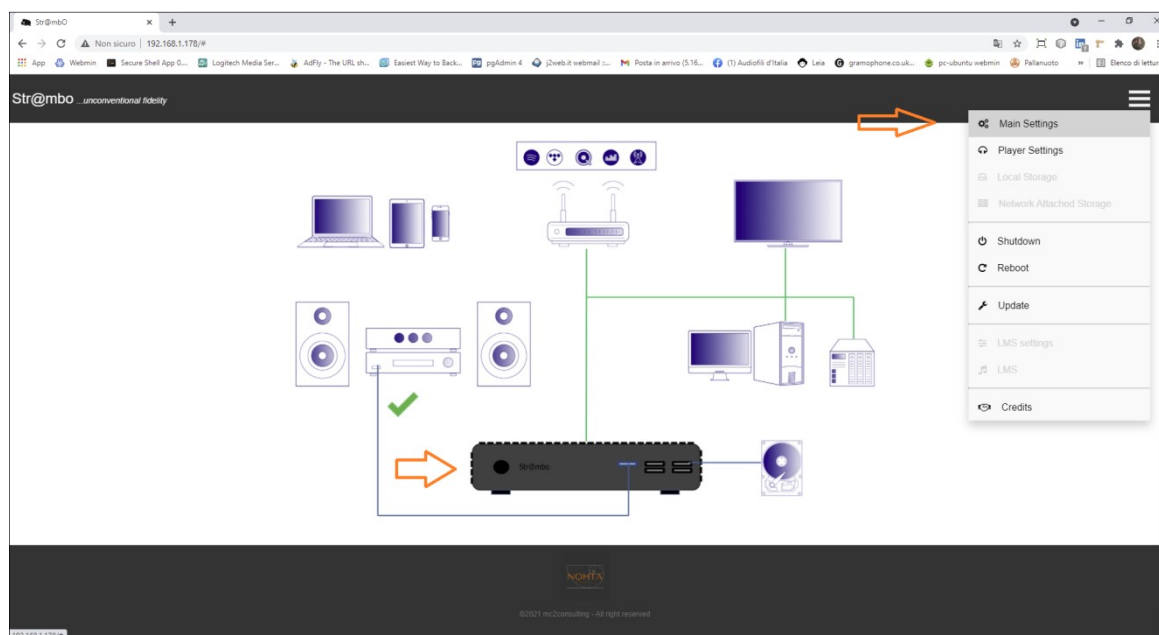 Str@mbO
Non sicuro | 192.168.1.178/#
App
Webmin
Secure Shell App 0...
Logitech Media Ser...
AdFly - The URL sh...
Easiest Way to Back...
pgAdmin 4
j2web.it webmail ::...
Posta in arrivo (5.16...
(1) Audiofili d'Italia
Leia
gramophone.co.uk...
pc-ubuntu webmin
Pallanuoto
»
Elenco di lettur
Str@mbo ...unconventional fidelity
Main Settings
Player Settings
Local Storage
Network Attached Storage
Shutdown
Reboot
Update
LMS settings
LMS
Credits
Str@mbo
NOHTA
©2021 mc2consulting - All right reserved
192.168.1.178/#